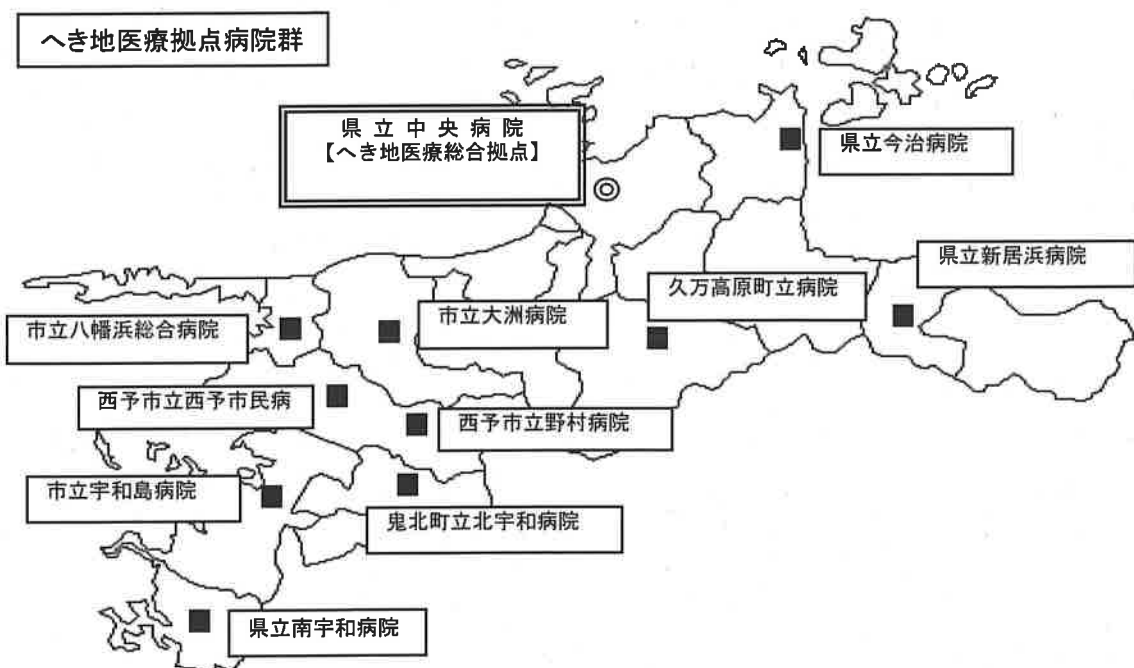 へき地医療拠点病院群
県立中央病院
【へき地医療総合拠点】
県立今治病院
県立新居浜病院
久万高原町立病院
市立大洲病院
市立八幡浜総合病院
西予市立西予市民病
西予市立野村病院
市立宇和島病院
鬼北町立北宇和病院
県立南宇和病院